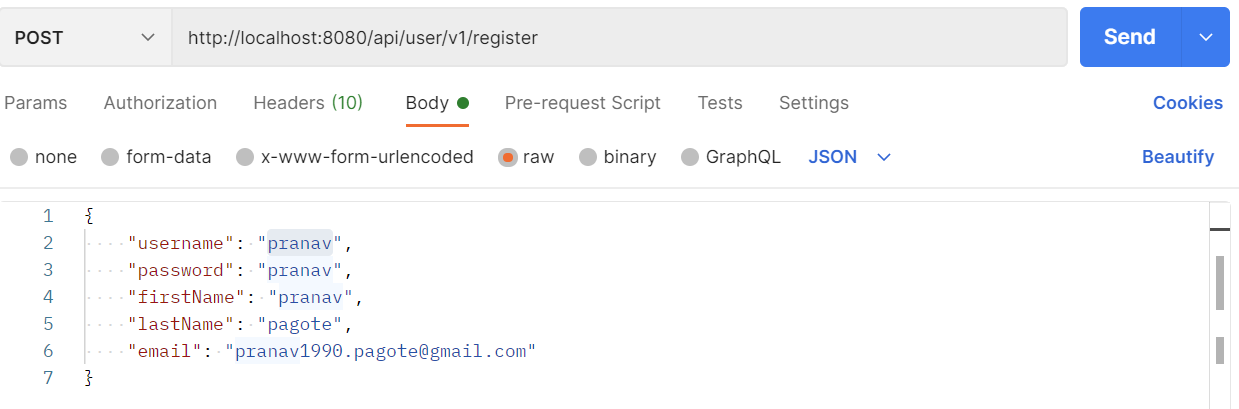 POST http://localhost:8080/api/user/v1/register Send
Params Authorization Headers (10) Body Pre-request Script Tests Settings Cookies
none form-data x-www-form-urlencoded raw binary GraphQL JSON Beautify
1 {
2 "username": "pranav",
3 "password": "pranav",
4 "firstName": "pranav",
5 "lastName": "pagote",
6 "email": "pranav1990.pagote@gmail.com"
7 }